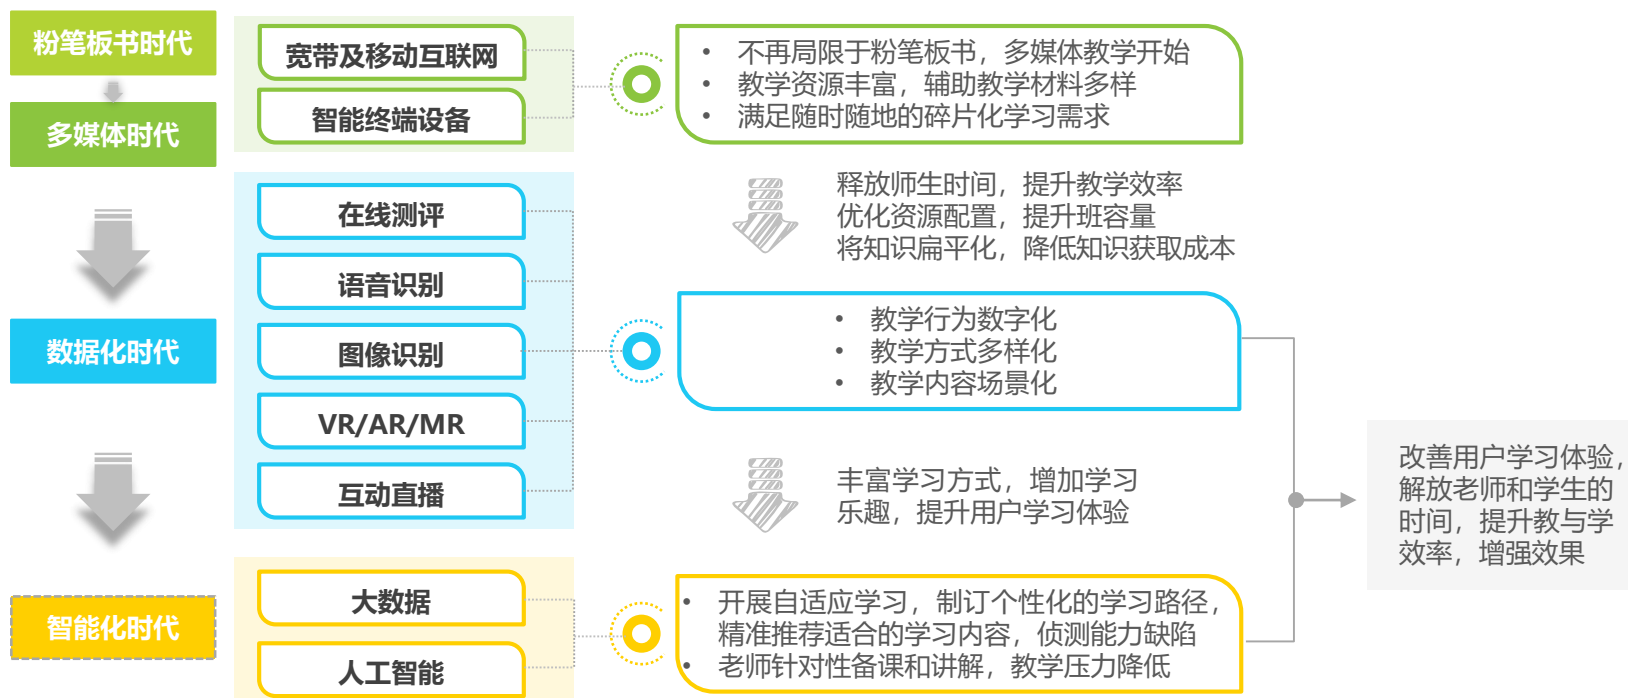 粉笔板书时代
多媒体时代
宽带及移动互联网
智能终端设备
• 不再局限于粉笔板书，多媒体教学开始
• 教学资源丰富，辅助教学材料多样
• 满足随时随地的碎片化学习需求
释放师生时间，提升教学效率
优化资源配置，提升班容量
将知识扁平化，降低知识获取成本
数据化时代
在线测评
语音识别
图像识别
VR/AR/MR
互动直播
• 教学行为数字化
• 教学方式多样化
• 教学内容场景化
丰富学习方式，增加学习
乐趣，提升用户学习体验
智能化时代
大数据
人工智能
• 开展自适应学习，制订个性化的学习路径，
精准推荐适合的学习内容，侦测能力缺陷
• 老师针对性备课和讲解，教学压力降低
改善用户学习体验，
解放老师和学生的
时间，提升教与学
效率，增强效果